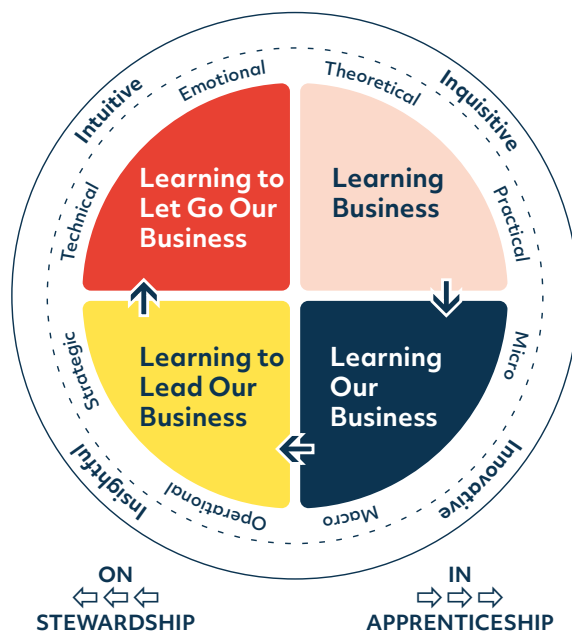 Intuitive
Emotional
Theoretical
Inquisitive
Technical
Learning to
Let Go Our
Business
Learning
Business
Practical
Strategic
Learning to
Lead Our
Business
Learning
Our
Business
Micro
Insightful
Operational
Macro
Innovative
ON
STEWARDSHIP
IN
APPRENTICESHIP